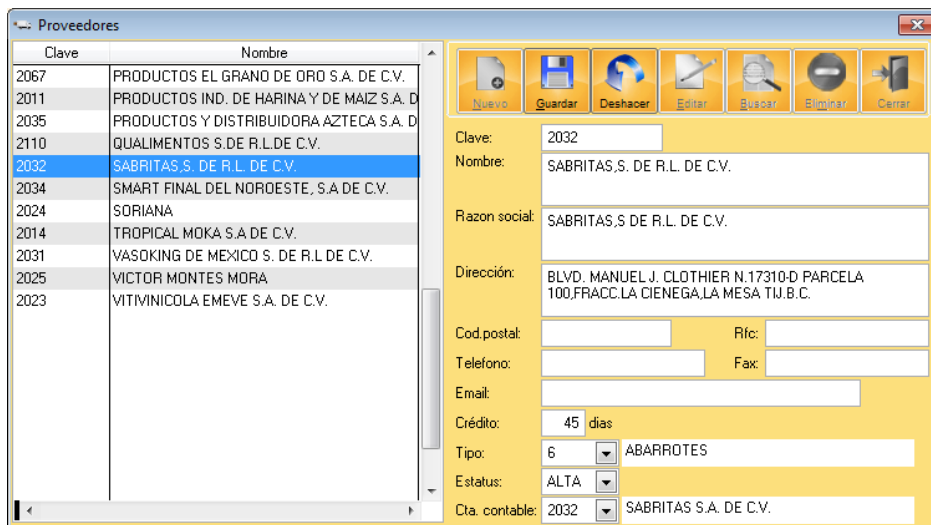 Proveedores
Clave Nombre
2067 PRODUCTOS EL GRANO DE ORO S.A. DE C.V.
2011 PRODUCTOS IND. DE HARINA Y DE MAIZ S.A. D
2035 PRODUCTOS Y DISTRIBUIDORA AZTECA S.A. D
2110 QUALIMENTOS S.DE R.L.DE C.V.
2032 SABRITAS,S. DE R.L. DE C.V.
2034 SMART FINAL DEL NOROESTE, S.A DE C.V.
2024 SORIANA
2014 TROPICAL MOKA S.A DE C.V.
2031 VASOKING DE MEXICO S. DE R.L DE C.V.
2025 VICTOR MONTES MORA
2023 VITIVINICOLA EMEVE S.A. DE C.V.
Nuevo Guardar Deshacer Editar Buscar Eliminar Cerrar
Clave: 2032
Nombre: SABRITAS,S. DE R.L. DE C.V.
Razon social: SABRITAS,S DE R.L. DE C.V.
Dirección: BLVD. MANUEL J. CLOTHIER N.17310-D PARCELA
100,FRACC.LA CIENEGA,LA MESA TIJ.B.C.
Cod.postal: Rfc:
Telefono: Fax:
Email:
Crédito: 45 dias
Tipo: 6 ABARROTES
Estatus: ALTA
Cta. contable: 2032 SABRITAS S.A. DE C.V.